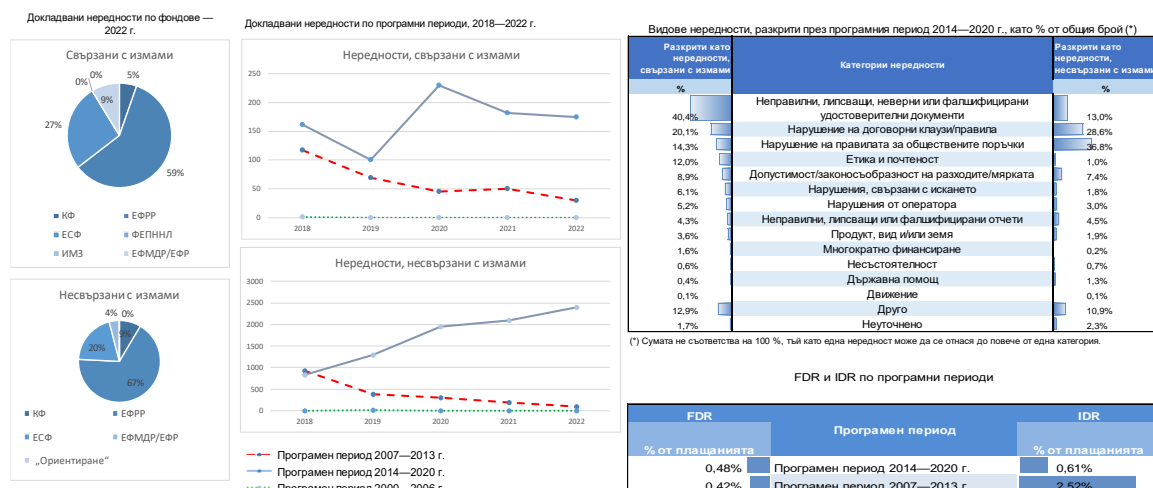 Докладвани нередности по фондове —
2022 г.
Свързани с измами
0%
0%
5%
9%
27%
59%
КФ
ЕФРР
ЕСФ
ФЕПННЛ
ИМЗ
ЕФМДР/ЕФР
Несвързани с измами
4%
0%
9%
20%
67%
КФ
ЕФРР
ЕСФ
ЕФМДР/ЕФР
„Ориентиране“
Докладвани нередности по програмни периоди, 2018—2022 г.
Нередности, свързани с измами
250
200
150
100
50
0
2018 2019 2020 2021 2022
Нередности, несвързани с измами
3000
2500
2000
1500
1000
500
0
2018 2019 2020 2021 2022
Програмен период 2007—2013 г.
Програмен период 2014—2020 г.
Програмен период 2000—2006 г.
Видове нередности, разкрити през програмния период 2014—2020 г., като % от общия брой (*)
Разкрити като
нередности,
свързани с измами
Категории нередности
Разкрити като
нередности,
несвързани с измами
% %
Неправилни, липсващи, неверни или фалшифицирани
40,4% удостоверителни документи 13,0%
20,1% Нарушение на договорни клаузи/правила 28,6%
14,3% Нарушение на правилата за обществените поръчки 36,8%
12,0% Етика и почтеност 1,0%
8,9% Допустимост/законосъобразност на разходите/мярката 7,4%
6,1% Нарушения, свързани с искането 1,8%
5,2% Нарушения от оператора 3,0%
4,3% Неправилни, липсващи или фалшифицирани отчети 4,5%
3,6% Продукт, вид и/или земя 1,9%
1,6% Многократно финансиране 0,2%
0,6% Несъстоятелност 0,7%
0,4% Държавна помощ 1,3%
0,1% Движение 0,1%
12,9% Друго 10,9%
1,7% Неуточнено 2,3%
(*) Сумата не съответства на 100 %, тъй като една нередност може да се отнася до повече от една категория.
FDR и IDR по програмни периоди
FDR Програмен период IDR
% от плащанията % от плащанията
0,48% Програмен период 2014—2020 г. 0,61%
0,42% Програмен период 2007—2013 г. 2,52%